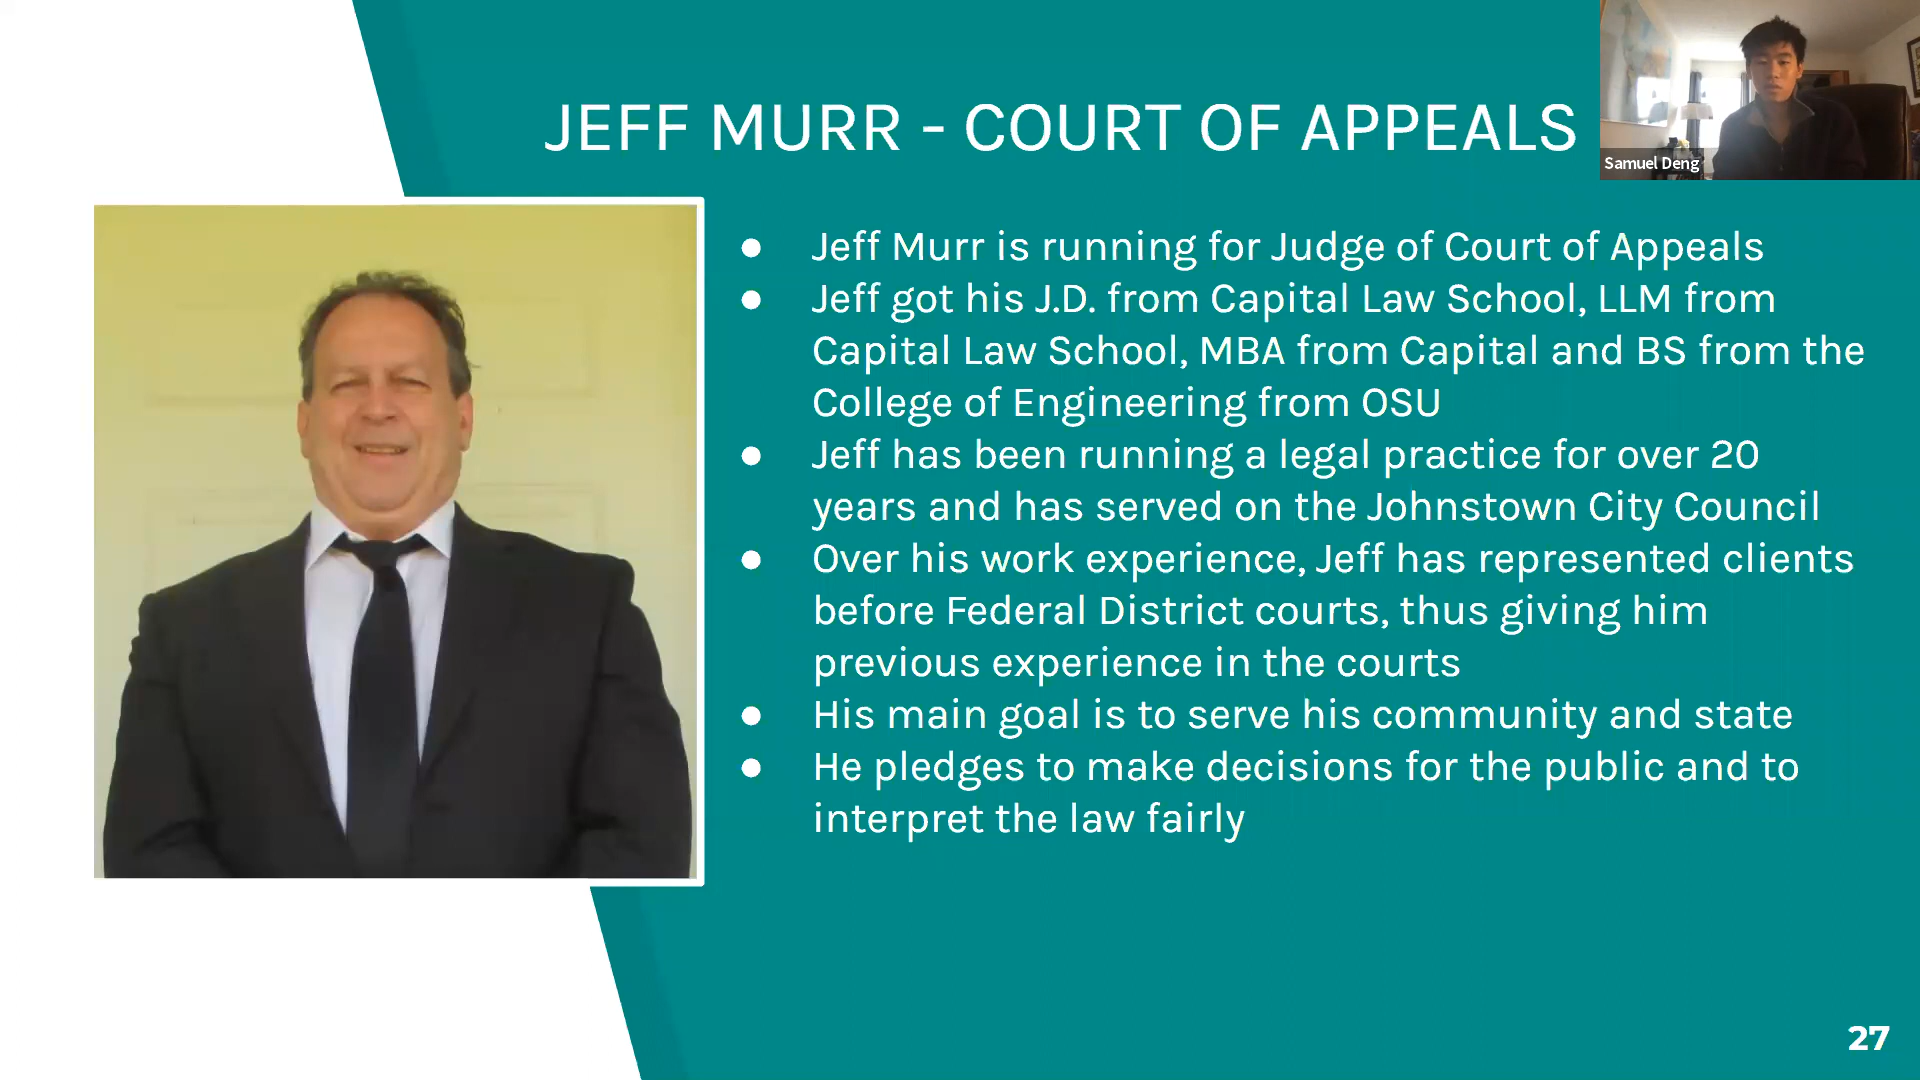 JEFF MURR - COURT OF APPEALS
Samuel Deng
● Jeff Murr is running for Judge of Court of Appeals
● Jeff got his J.D. from Capital Law School, LLM from
Capital Law School, MBA from Capital and BS from the
College of Engineering from OSU
● Jeff has been running a legal practice for over 20
years and has served on the Johnstown City Council
● Over his work experience, Jeff has represented clients
before Federal District courts, thus giving him
previous experience in the courts
● His main goal is to serve his community and state
● He pledges to make decisions for the public and to
interpret the law fairly
27